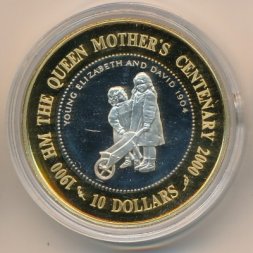 1900 HM THE QUEEN MOTHER'S CENTENARY 2000
YOUNG ELIZABETH AND DAVID 1904
10 DOLLARS